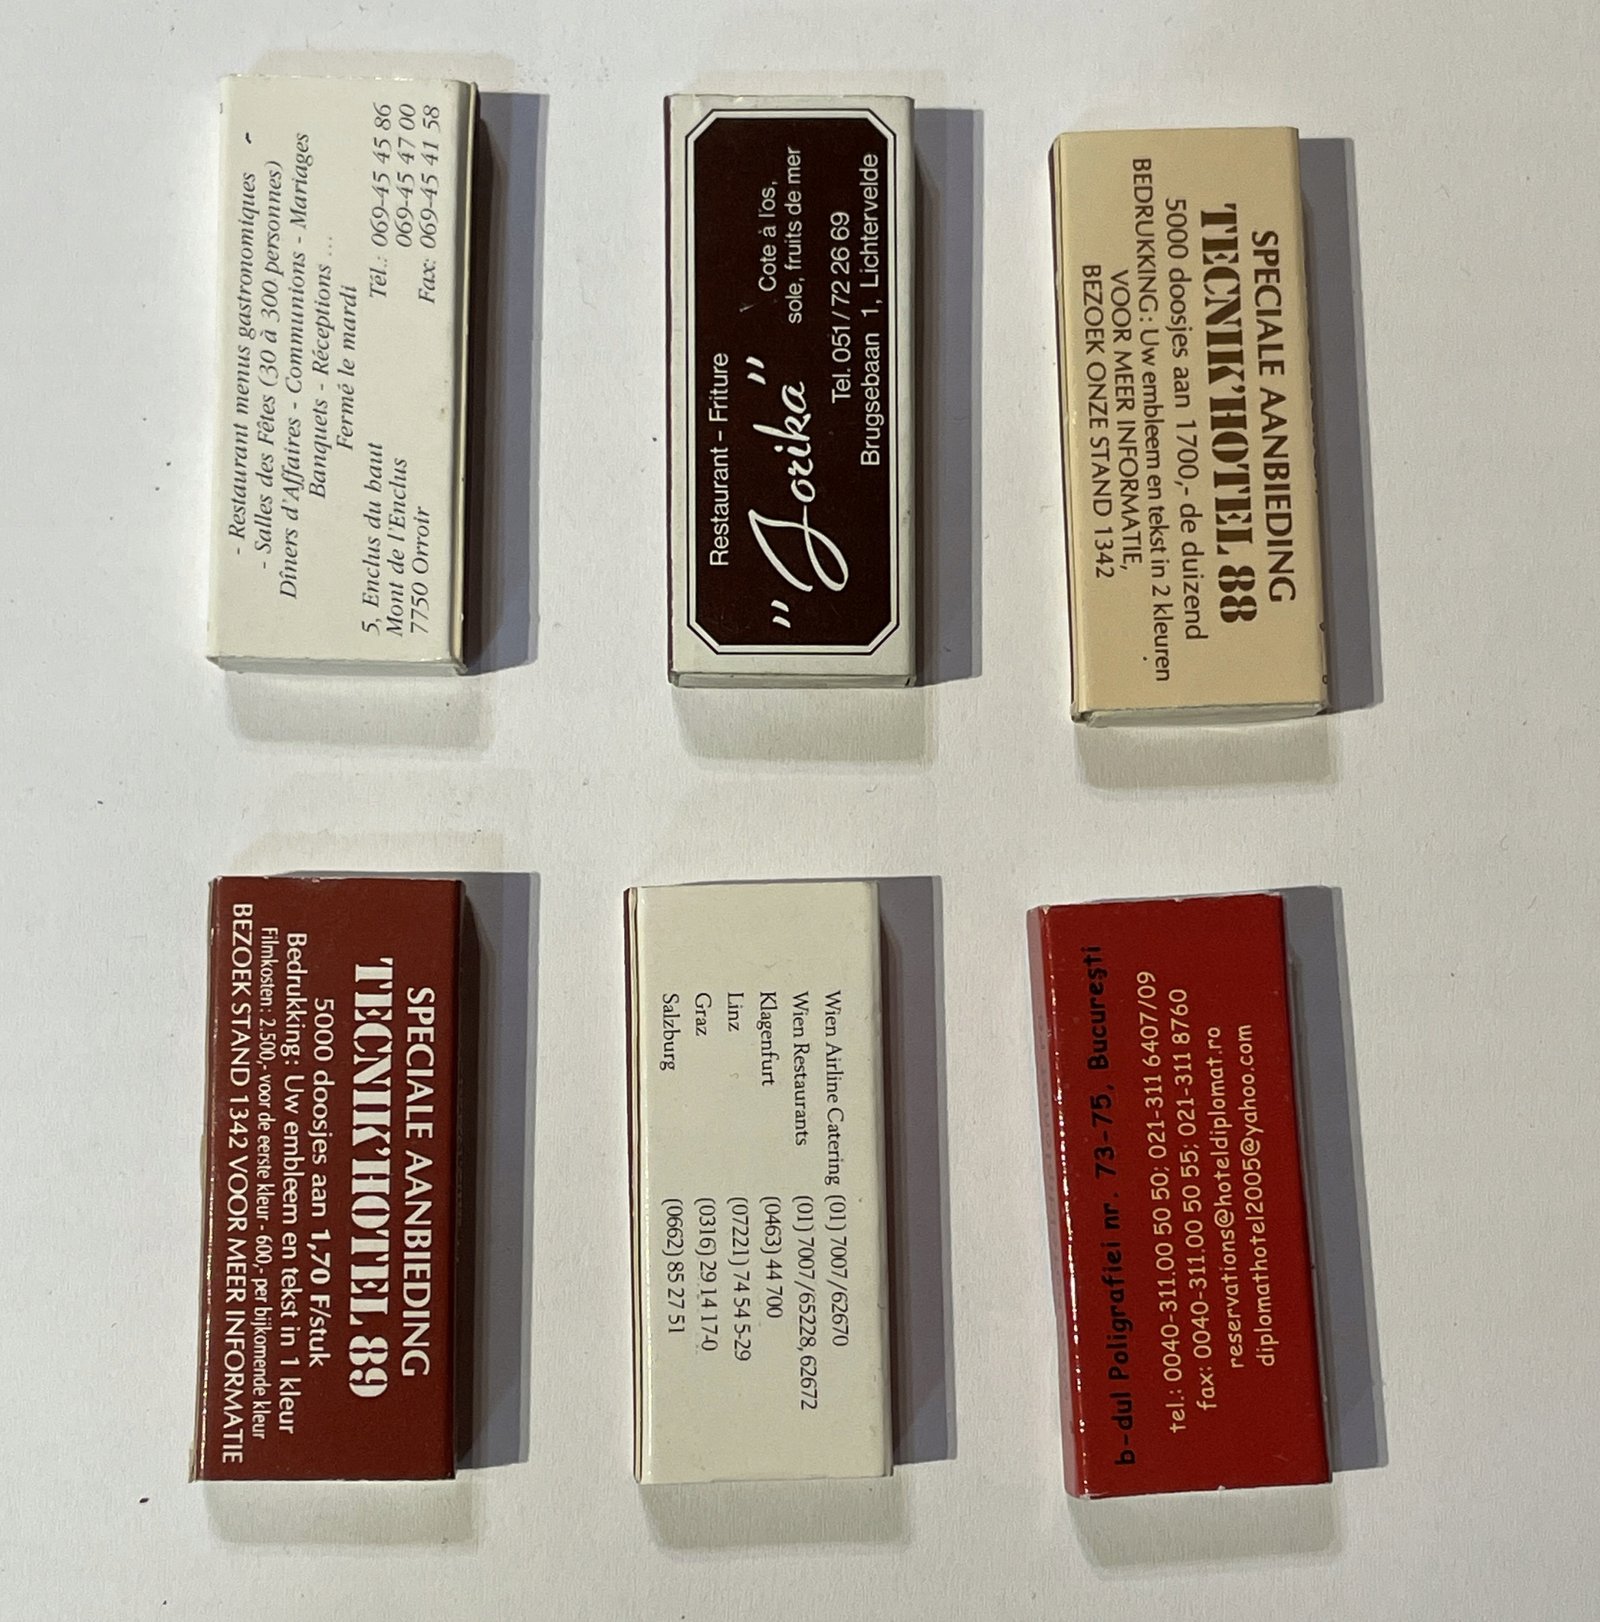 - Restaurant menus gastronomiques -
- Salles des Fêtes (30 à 300 personnes)
Dîners d'Affaires - Communions - Mariages
Banquets - Réceptions ...
Fermé le mardi
5, Enclus du haut Tél.: 069-45 45 86
Mont de l'Enclus 069-45 47 00
7750 Orroir Fax: 069-45 41 58
Restaurant - Friture
"Jozika"
Cote à l'os,
sole, fruits de mer
Tel. 051 / 72 26 69
Brugsebaan 1, Lichtervelde
SPECIALE AANBIEDING
TECNIK'HOTEL 88
5000 doosjes aan 1700,- de duizend
BEDRUKKING: Uw embleem en tekst in 2 kleuren
VOOR MEER INFORMATIE,
BEZOEK ONZE STAND 1342
SPECIALE AANBIEDING
TECNIK'HOTEL 89
5000 doosjes aan 1,70 F/stuk
Bedrukking: Uw embleem en tekst in 1 kleur
Filmkosten: 2.500,- voor de eerste kleur - 600,- per bijkomende kleur
BEZOEK STAND 1342 VOOR MEER INFORMATIE
Wien Airline Catering (01) 7007/62670
Wien Restaurants (01) 7007/65228, 62672
Klagenfurt (0463) 44 700
Linz (07221) 74 54 5-29
Graz (0316) 29 14 17-0
Salzburg (0662) 85 27 51
b-dul Poligrafiei nr. 73-75, Bucuresti
tel.: 0040-311.00 50 50; 021-311 6407/09
fax: 0040-311.00 50 55; 021-311 8760
reservations@hoteldiplomat.ro
diplomathotel2005@yahoo.com